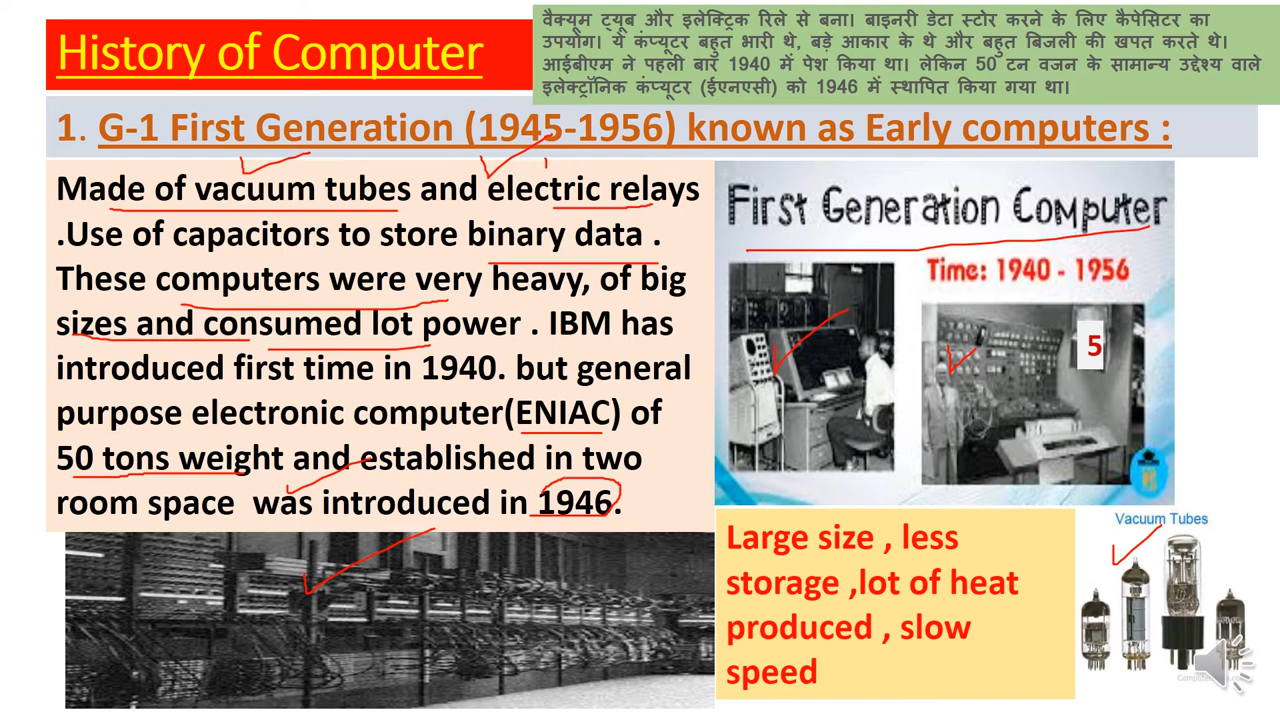 History of Computer
वैक्यूम ट्यूब और इलेक्ट्रिक रिले से बना। बाइनरी डेटा स्टोर करने के लिए कैपेसिटर का
उपयोग। ये कंप्यूटर बहुत भारी थे, बड़े आकार के थे और बहुत बिजली की खपत करते थे।
आईबीएम ने पहली बार 1940 में पेश किया था। लेकिन 50 टन वजन के सामान्य उद्देश्य वाले
इलेक्ट्रॉनिक कंप्यूटर (ईएनएसी) को 1946 में स्थापित किया गया था।
1. G-1 First Generation (1945-1956) known as Early computers :
Made of vacuum tubes and electric relays
.Use of capacitors to store binary data .
These computers were very heavy, of big
sizes and consumed lot power . IBM has
introduced first time in 1940. but general
purpose electronic computer(ENIAC) of
50 tons weight and established in two
room space was introduced in 1946.
First Generation Computer
Time: 1940 - 1956
5
Large size , less
storage ,lot of heat
produced , slow
speed
Vacuum Tubes